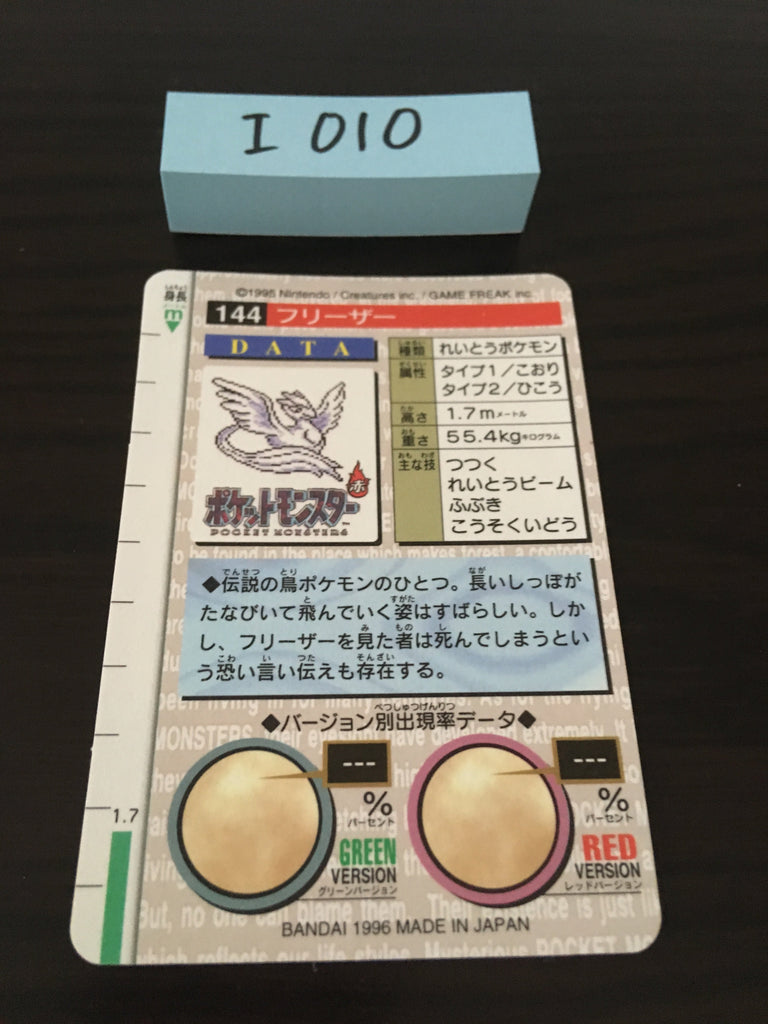 I 010
身長
m
©1995 Nintendo / Creatures inc. / GAME FREAK inc.
144 フリーザー
DATA
種類 れいとうポケモン
属性 タイプ1/こおり
タイプ2/ひこう
高さ 1.7mメートル
重さ 55.4kgキログラム
主な技 つつく
れいとうビーム
ふぶき
こうそくいどう
赤
ポケットモンスター
POCKET MONSTERS
◆伝説の鳥ポケモンのひとつ。長いしっぽが
たなびいて飛んでいく姿はすばらしい。しか
し、フリーザーを見た者は死んでしまうとい
う恐い言い伝えも存在する。
◆バージョン別出現率データ◆
--- ---
% %
パーセント パーセント
1.7
GREEN RED
VERSION VERSION
グリーンバージョン レッドバージョン
BANDAI 1996 MADE IN JAPAN